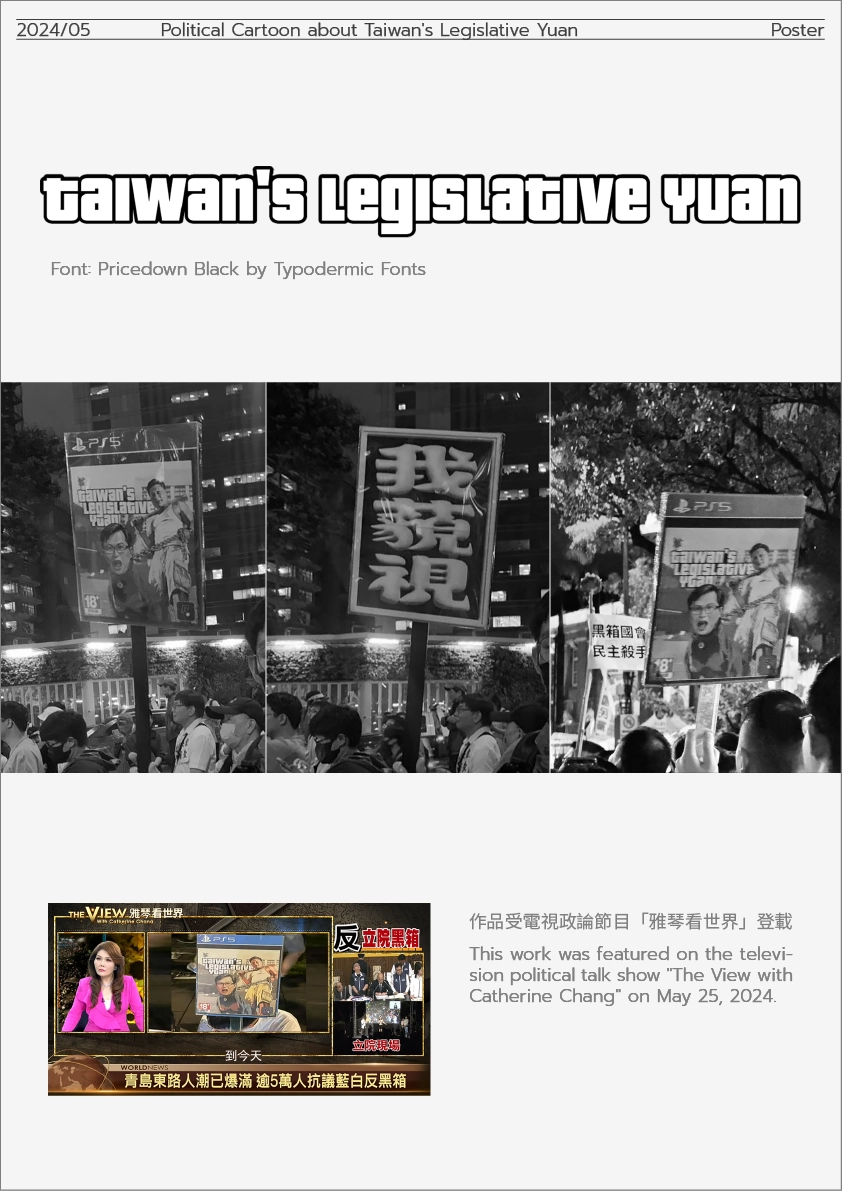 2024/05
Political Cartoon about Taiwan's Legislative Yuan
Poster
Taiwan's Legislative Yuan
Font: Pricedown Black by Typodermic Fonts
PS5
Taiwan's
Legislative
Yuan
18+
我
藐
視
PS5
Taiwan's
Legislative
Yuan
18+
黑箱國會
民主殺手
THE VIEW 雅琴看世界
With Catherine Chang
反 立院黑箱
PS5
Taiwan's
Legislative
Yuan
立院現場
到今天
WORLDNEWS
青島東路人潮已爆滿 逾5萬人抗議藍白反黑箱
作品受電視政論節目「雅琴看世界」登載
This work was featured on the televi-
sion political talk show "The View with
Catherine Chang" on May 25, 2024.